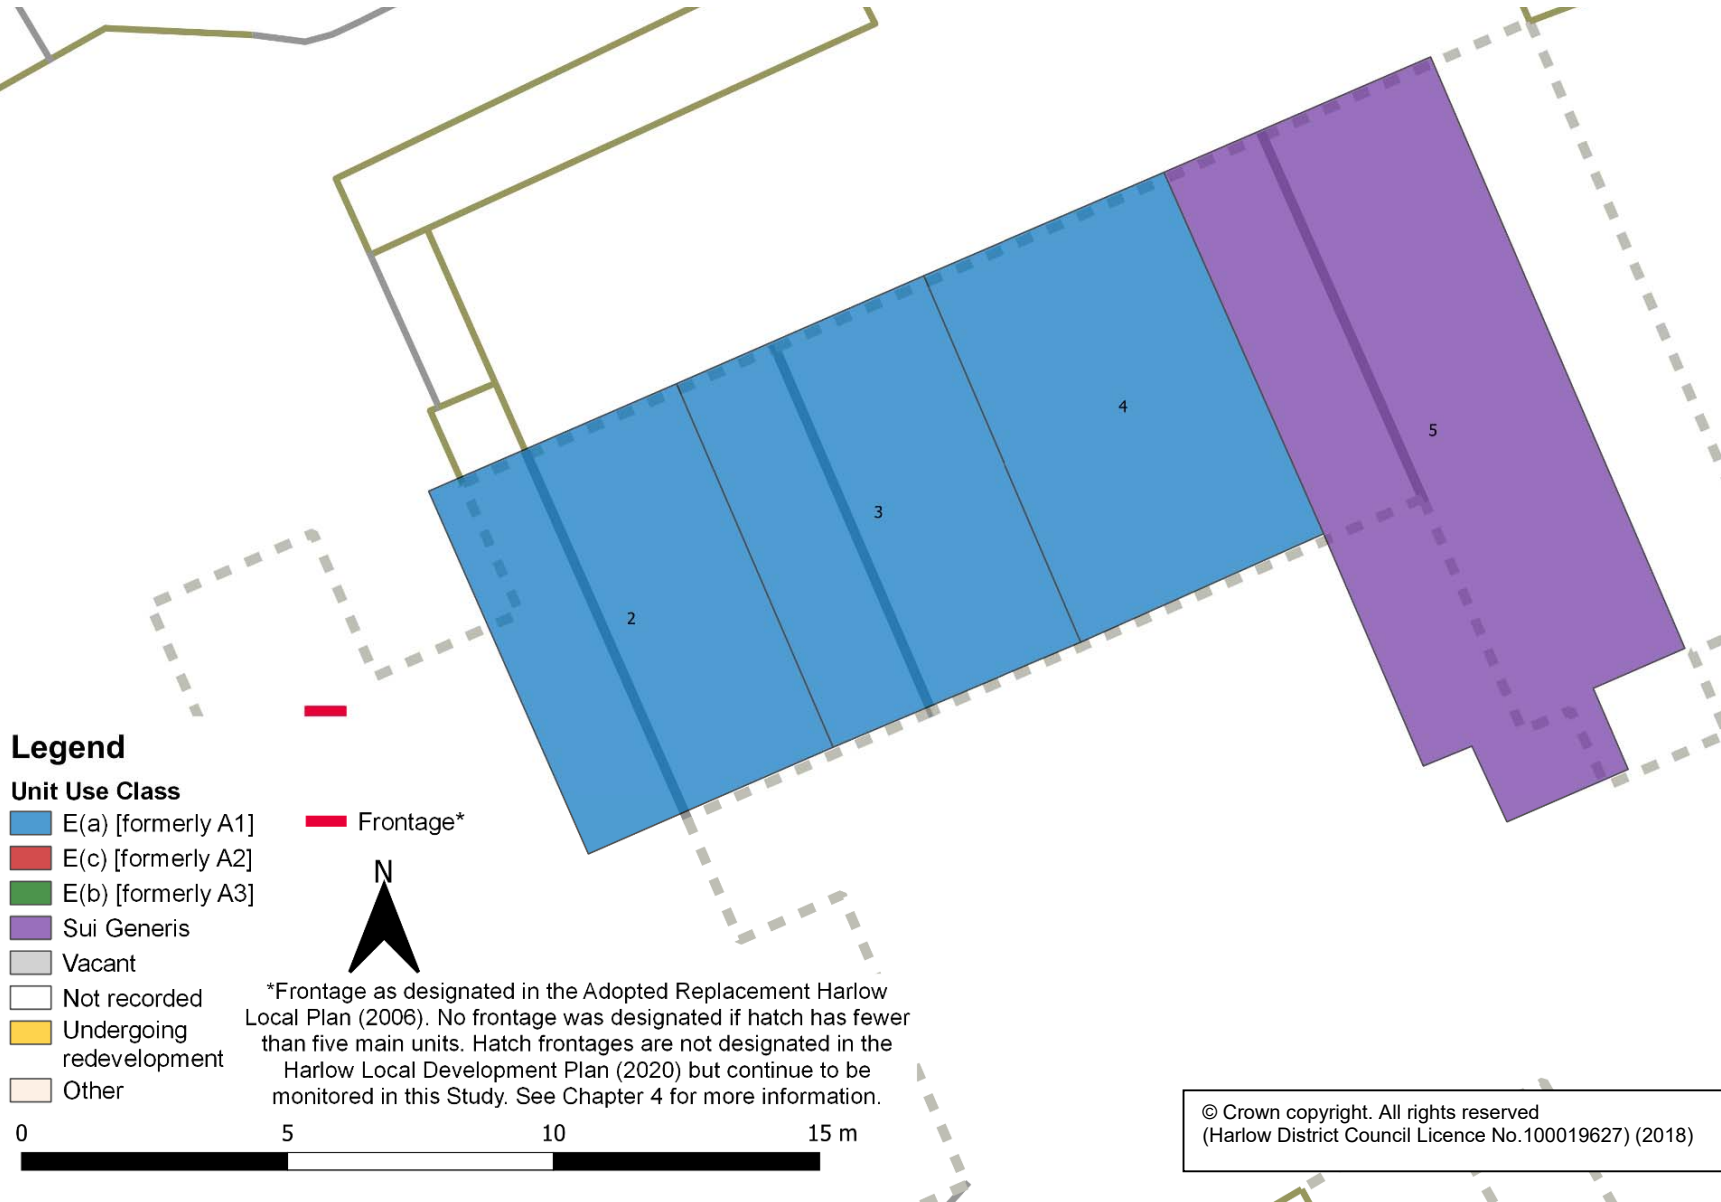 5
4
3
2
Legend
Unit Use Class
E(a) [formerly A1]
E(c) [formerly A2]
E(b) [formerly A3]
Sui Generis
Vacant
Not recorded
Undergoing
redevelopment
Other
Frontage*
N
*Frontage as designated in the Adopted Replacement Harlow
Local Plan (2006). No frontage was designated if hatch has fewer
than five main units. Hatch frontages are not designated in the
Harlow Local Development Plan (2020) but continue to be
monitored in this Study. See Chapter 4 for more information.
0 5 10 15 m
© Crown copyright. All rights reserved
(Harlow District Council Licence No.100019627) (2018)